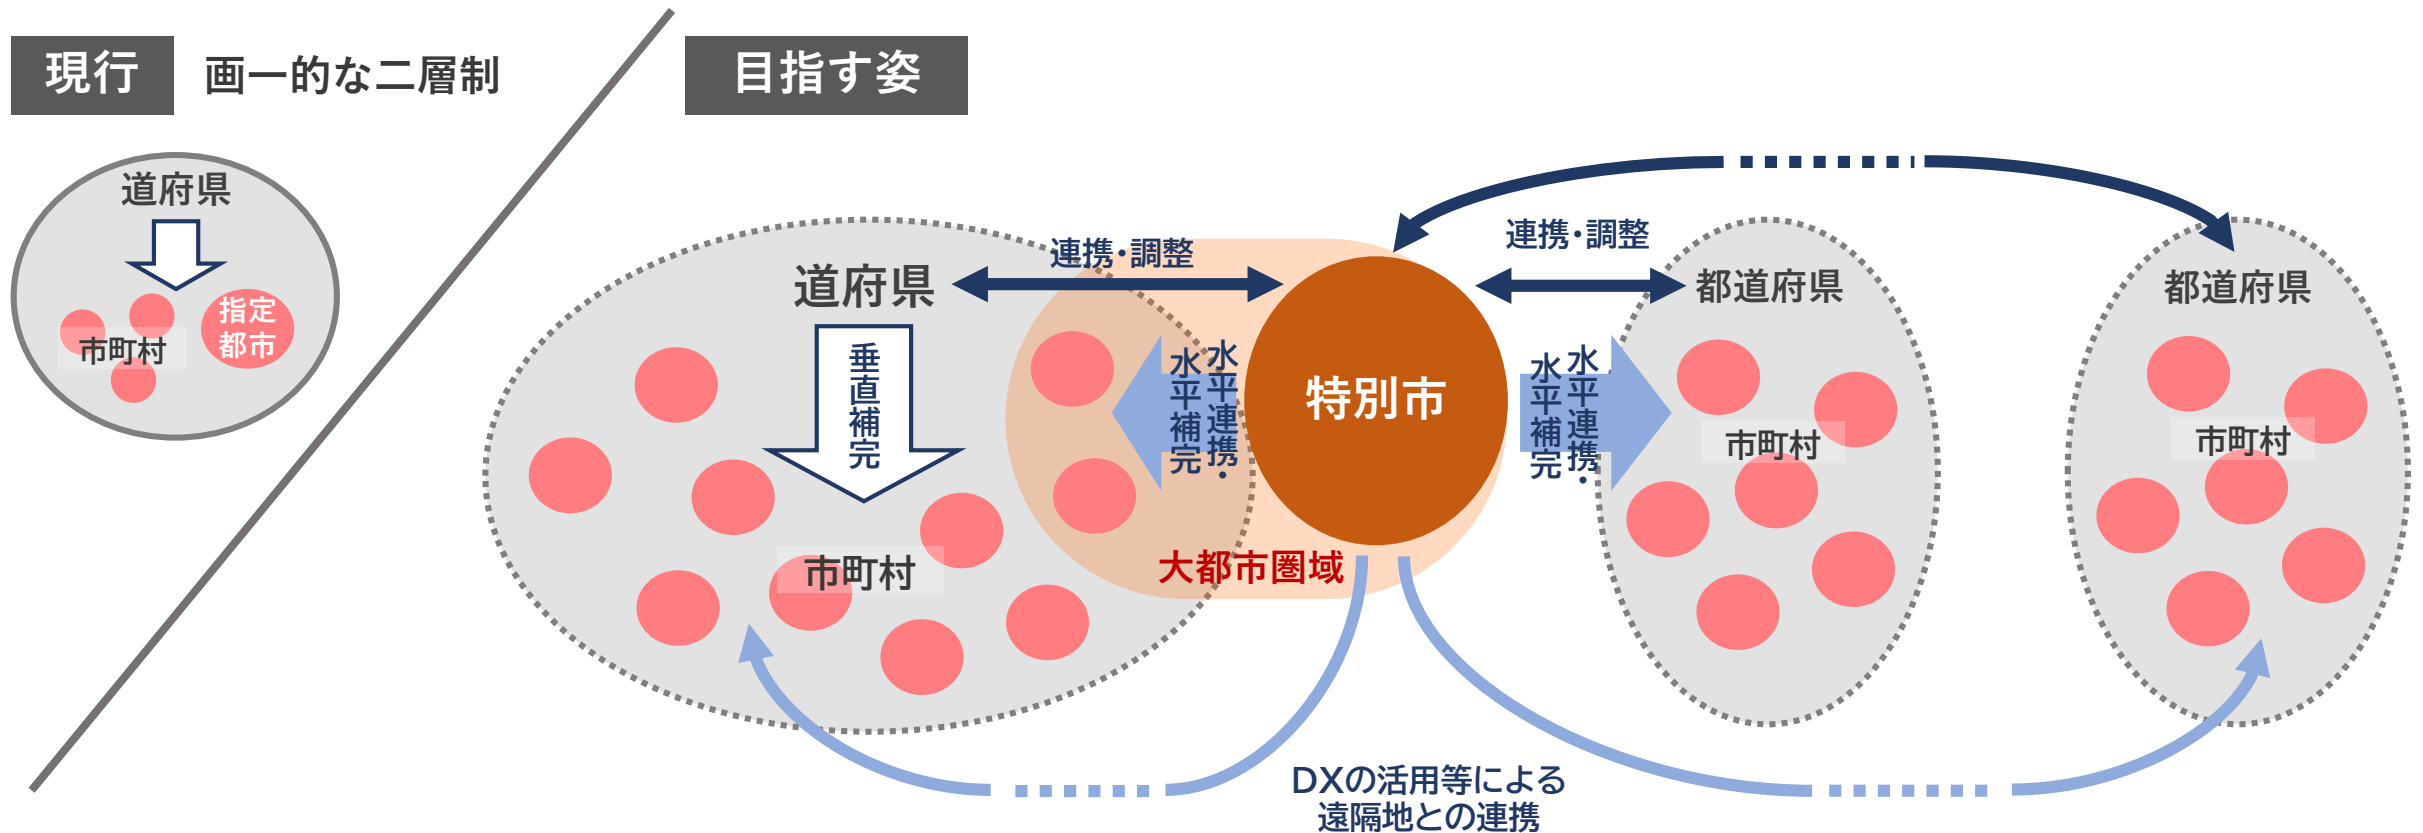 現行
画一的な二層制
道府県
指定
都市
市町村
目指す姿
道府県
連携・調整
垂直補完
市町村
水平連携・
水平補完
特別市
大都市圏域
連携・調整
水平連携・
水平補完
都道府県
市町村
都道府県
市町村
DXの活用等による
遠隔地との連携